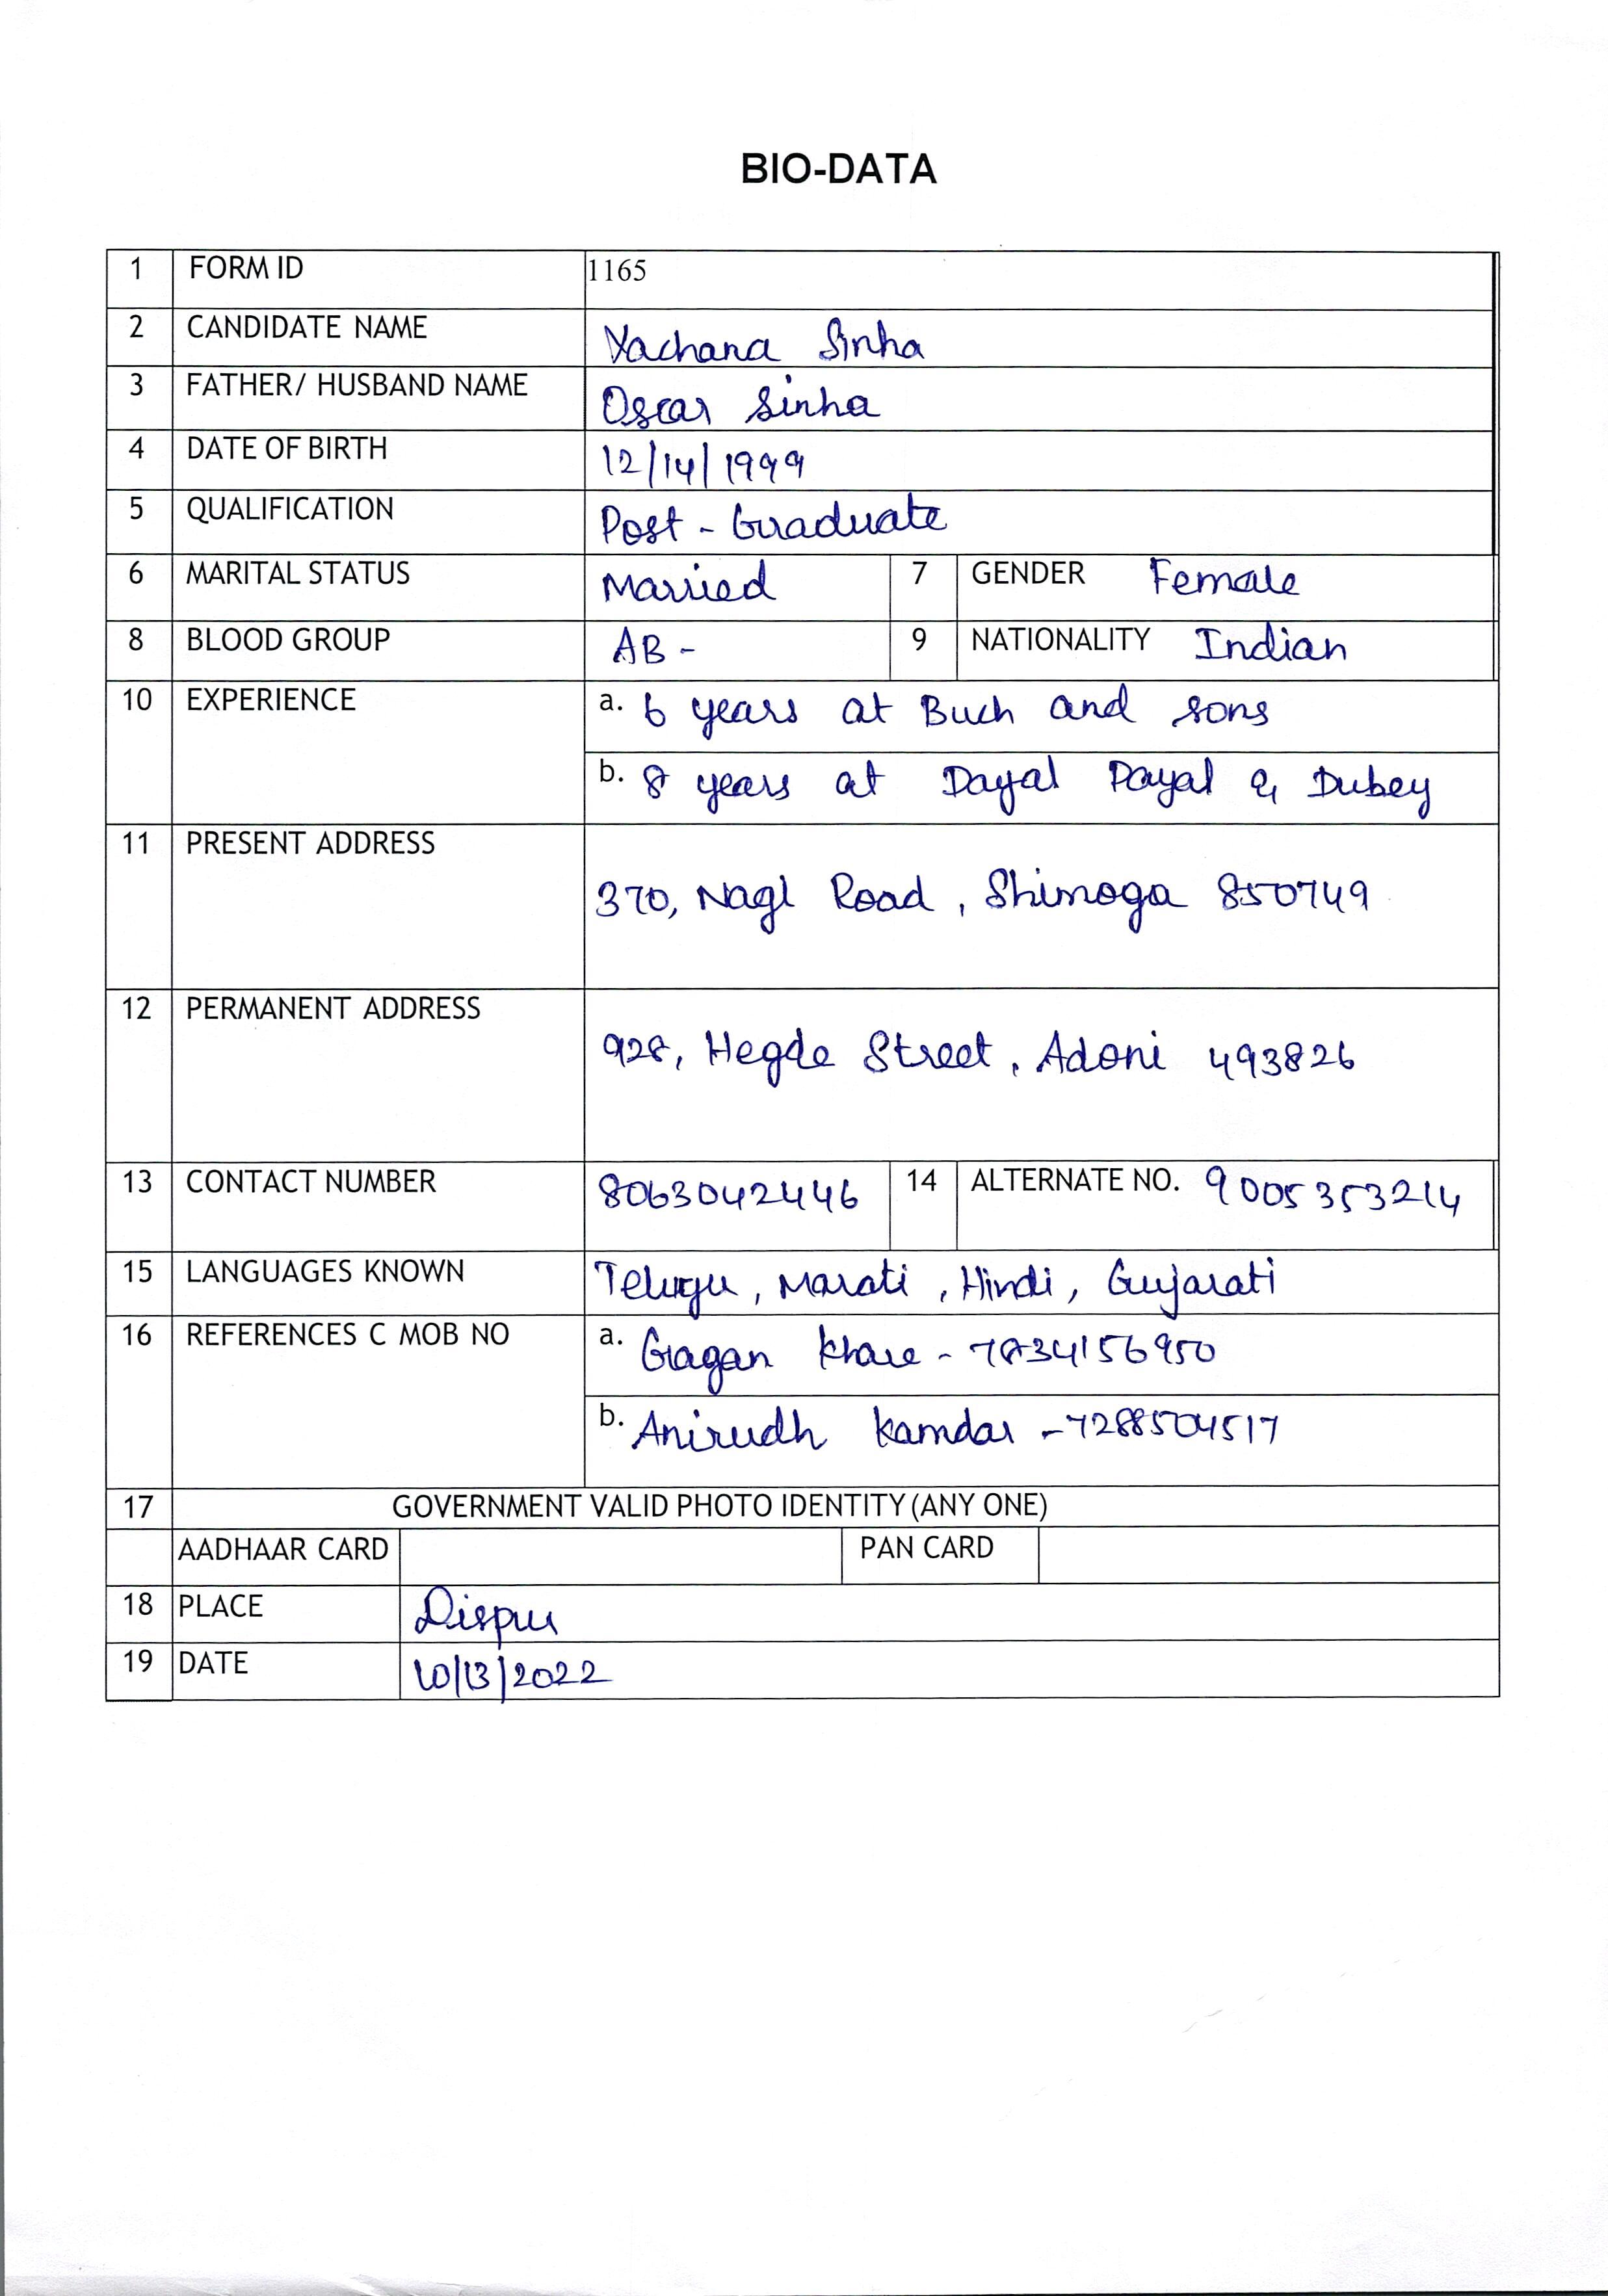 BIO-DATA
1 FORM ID 1165
2 CANDIDATE NAME Yachana Sinha
3 FATHER/ HUSBAND NAME Oscar Sinha
4 DATE OF BIRTH 12/14/1999
5 QUALIFICATION Post - Graduate
6 MARITAL STATUS Married 7 GENDER Female
8 BLOOD GROUP AB - 9 NATIONALITY Indian
10 EXPERIENCE a. 6 years at Buch and sons
b. 8 years at Dayal Dayal & Dubey
11 PRESENT ADDRESS
370, Nagl Road, Shimoga 850749
12 PERMANENT ADDRESS
928, Hegde Street, Adoni 493826
13 CONTACT NUMBER 8063042446 14 ALTERNATE NO. 9005353214
15 LANGUAGES KNOWN Telugu, Marati, Hindi, Gujarati
16 REFERENCES C MOB NO a. Gagan Khare - 7834156950
b. Anirudh Kamdar - 7288504517
17 GOVERNMENT VALID PHOTO IDENTITY (ANY ONE)
AADHAAR CARD PAN CARD
18 PLACE Dispur
19 DATE 10/13/2022